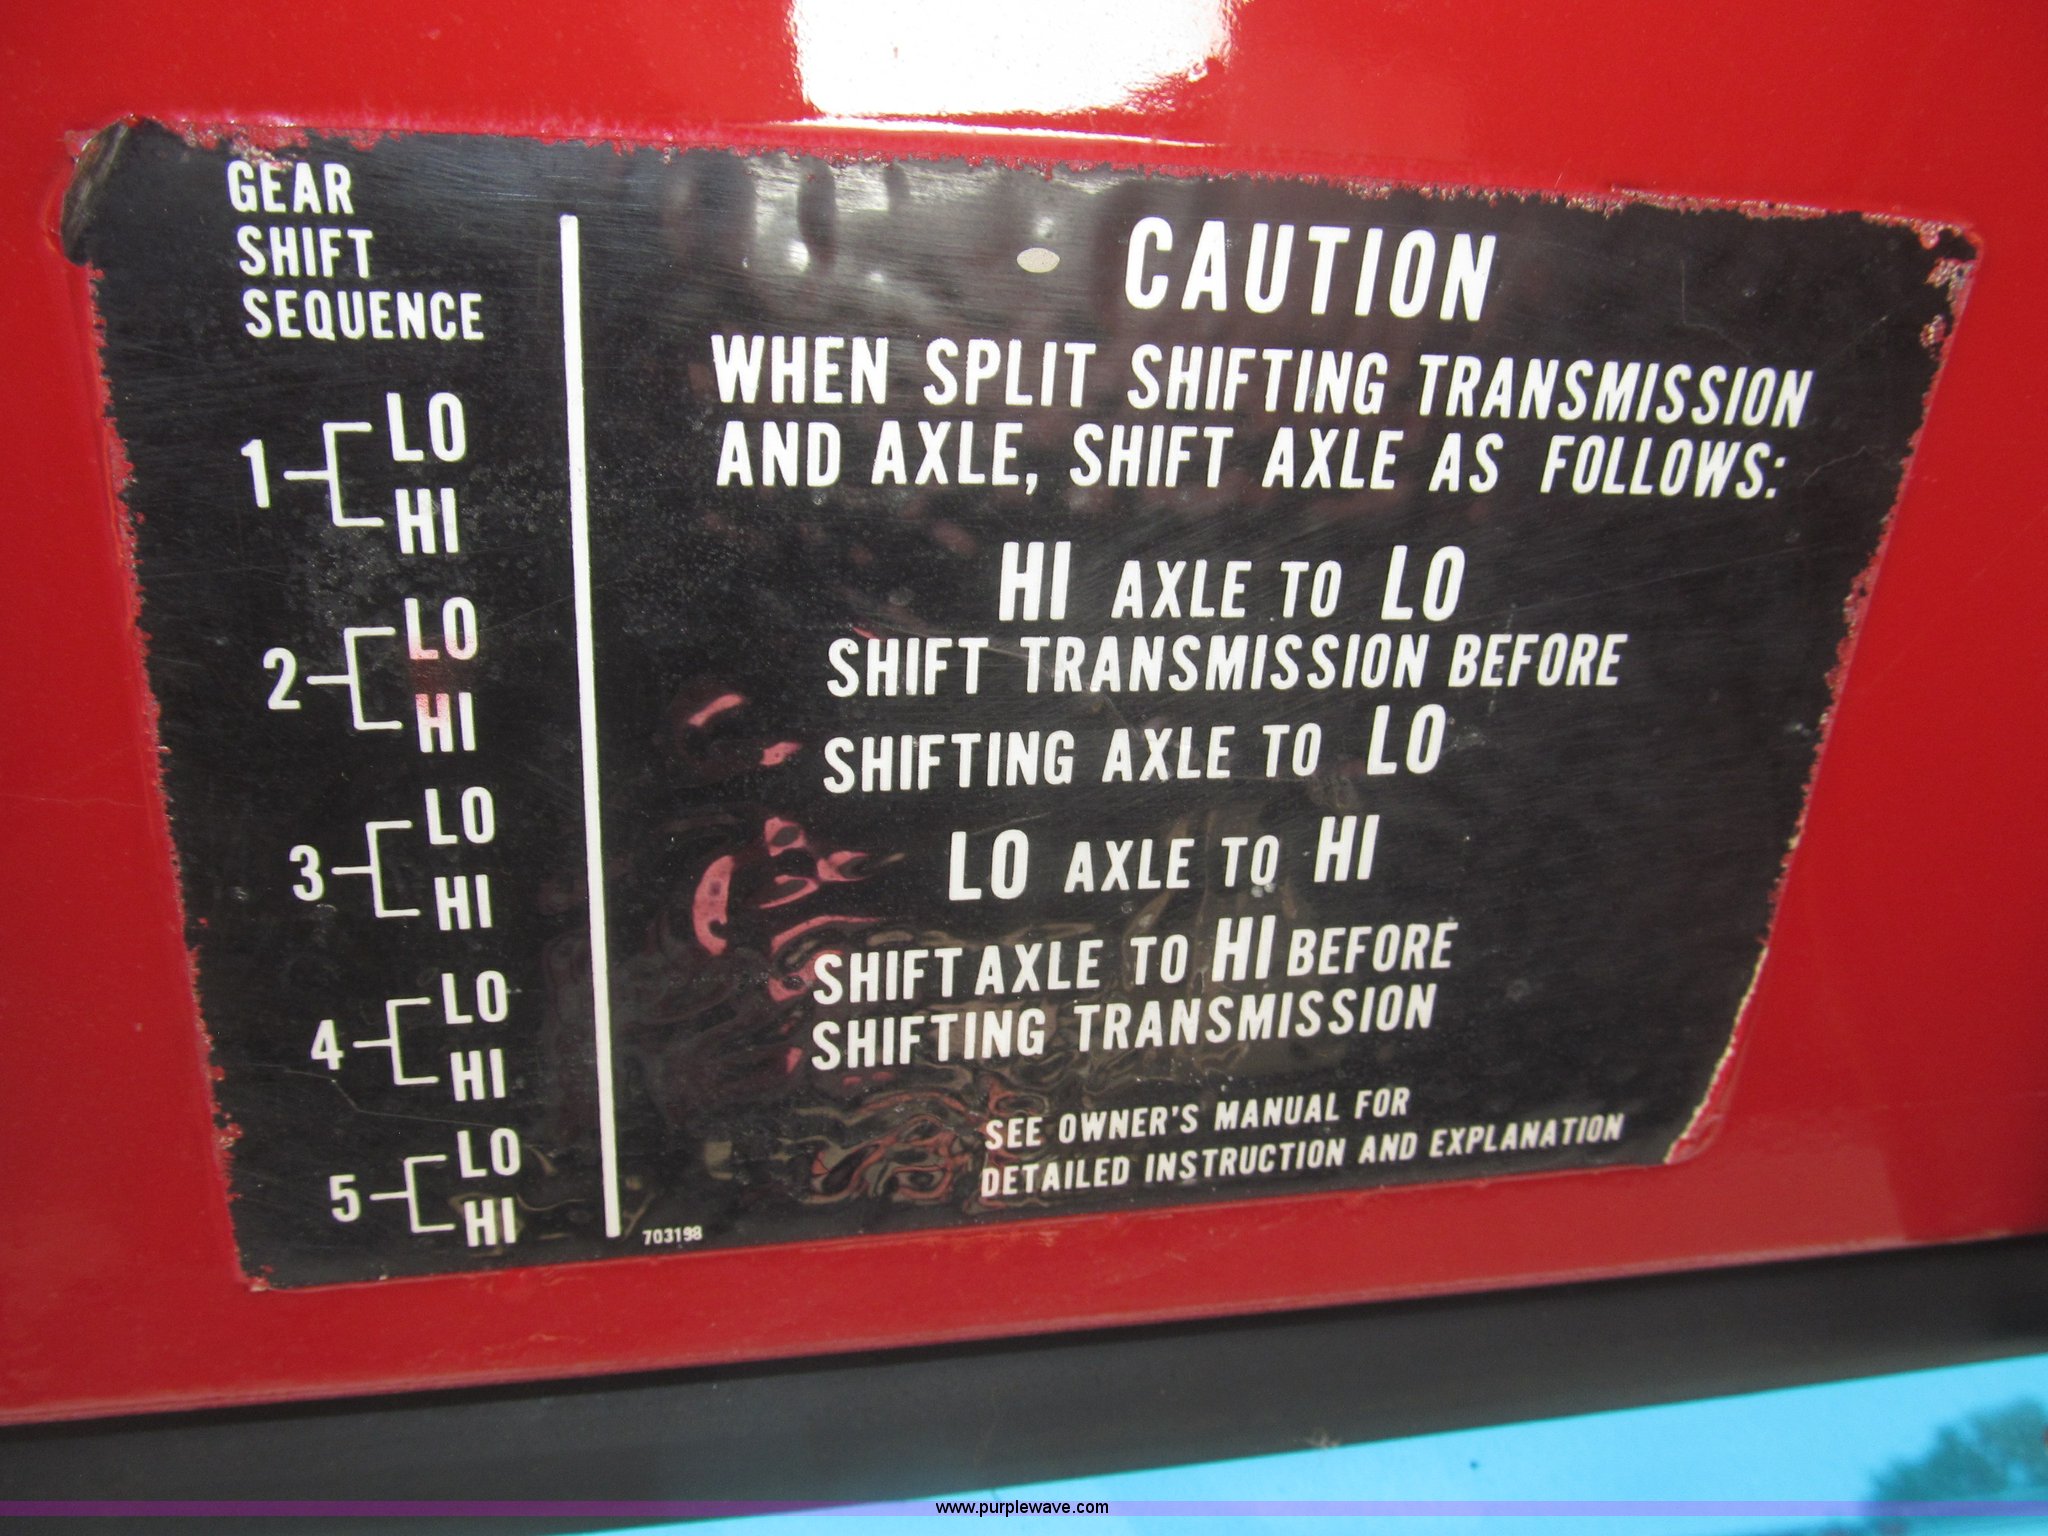 GEAR
SHIFT
SEQUENCE
1 LO
HI
2 LO
HI
3 LO
HI
4 LO
HI
5 LO
HI
CAUTION
WHEN SPLIT SHIFTING TRANSMISSION
AND AXLE, SHIFT AXLE AS FOLLOWS:
HI AXLE TO LO
SHIFT TRANSMISSION BEFORE
SHIFTING AXLE TO LO
LO AXLE TO HI
SHIFT AXLE TO HI BEFORE
SHIFTING TRANSMISSION
SEE OWNER'S MANUAL FOR
DETAILED INSTRUCTION AND EXPLANATION
703198
www.purplewave.com